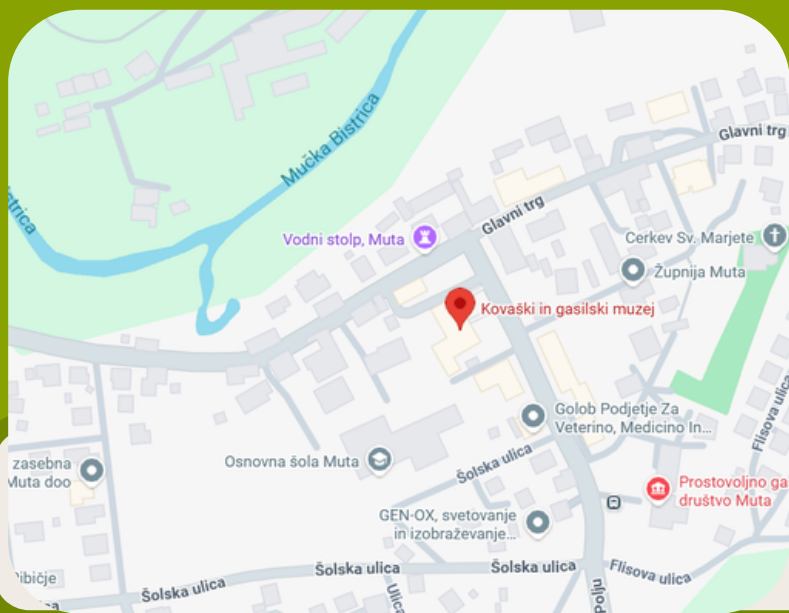 Mučka Bistrica
Glavni trg
Glavni trg
Vodni stolp, Muta
Cerkev Sv. Marjete
Župnija Muta
Kovaški in gasilski muzej
Golob Podjetje Za
Veterino, Medicino In...
Flisova ulica
Šolska ulica
Osnovna šola Muta
zasebna
Muta doo
Prostovoljno ga
društvo Muta
GEN-OX, svetovanje
in izobraževanje...
Šolska ulica
Šolska ulica
Šolska ulica
Flisova ulica